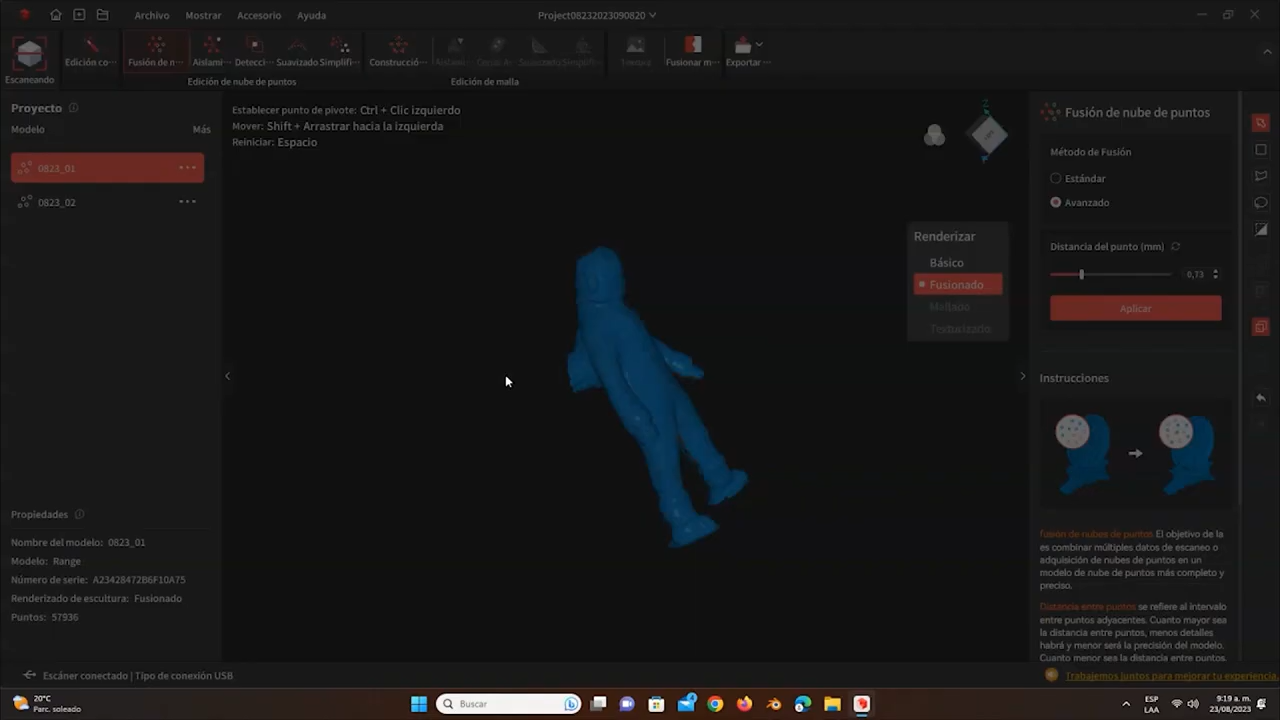 Archivo Mostrar Accesorio Ayuda
Project08232023090820
Escaneando
Edición co···
Fusión de n···
Aislami···
Detecci···
Suavizado
Simplifi···
Construcció···
Fusionar m···
Exportar ···
Edición de nube de puntos
Edición de malla
Proyecto
Modelo Más
0823_01
0823_02
Establecer punto de pivote: Ctrl + Clic izquierdo
Mover: Shift + Arrastrar hacia la izquierda
Reiniciar: Espacio
Renderizar
Básico
Fusionado
Mallado
Texturizado
Fusión de nube de puntos
Método de Fusión
Estándar
Avanzado
Distancia del punto (mm)
0,73
Aplicar
Instrucciones
fusión de nubes de puntos El objetivo de la
es combinar múltiples datos de escaneo o
adquisición de nubes de puntos en un
modelo de nube de puntos más completo y
preciso.
Distancia entre puntos se refiere al intervalo
entre puntos adyacentes. Cuanto mayor sea
la distancia entre puntos, menos detalles
habrá y menor será la precisión del modelo.
Cuanto menor sea la distancia entre puntos,
Propiedades
Nombre del modelo: 0823_01
Modelo: Range
Número de serie: A23428472B6F10A75
Renderizado de escultura: Fusionado
Puntos: 57936
Escáner conectado | Tipo de conexión USB
Trabajemos juntos para mejorar tu experiencia.
20°C
Parc. soleado
Buscar
ESP
LAA
9:19 a. m.
23/08/2023